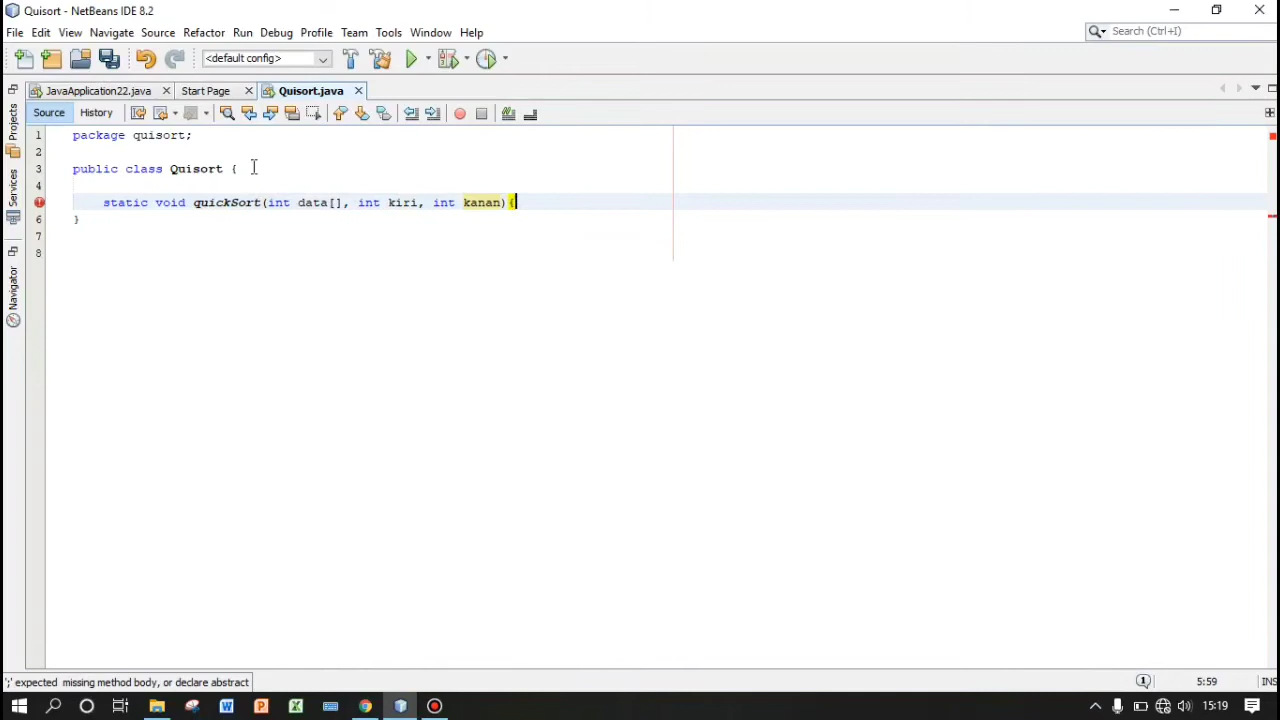 Quisort - NetBeans IDE 8.2
File Edit View Navigate Source Refactor Run Debug Profile Team Tools Window Help
Search (Ctrl+I)
<default config>
JavaApplication22.java
Start Page
Quisort.java
Source
History
Projects
Services
Navigator
1 package quisort;
2
3 public class Quisort {
4
static void quickSort(int data[], int kiri, int kanan){
6 }
7
8
';' expected missing method body, or declare abstract
5:59
INS
15:19